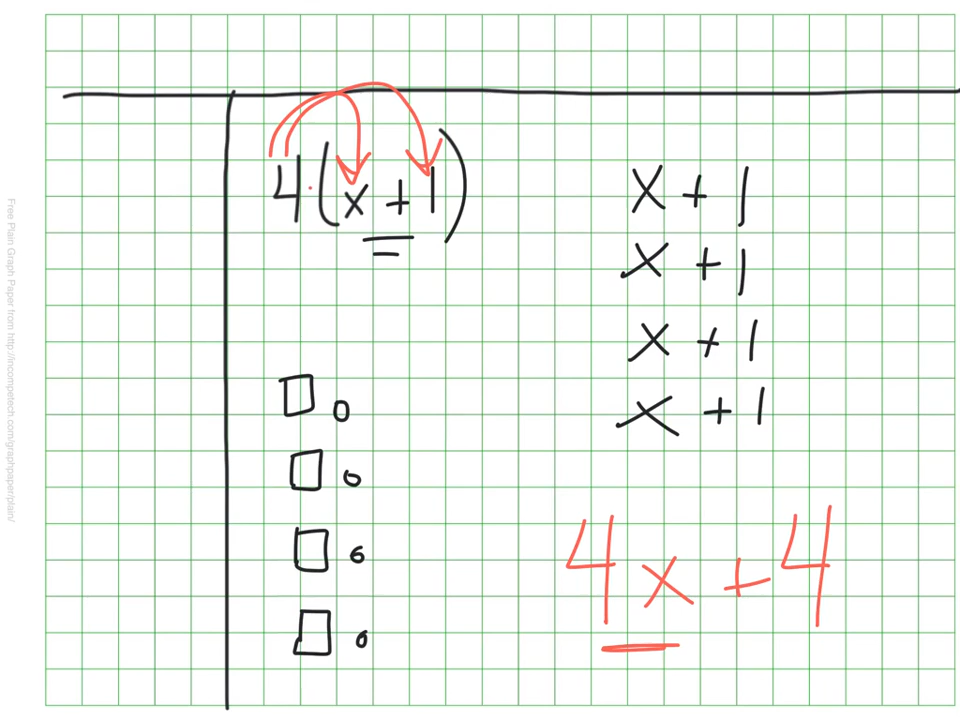 4·(x + 1)
x + 1
x + 1
x + 1
x + 1
4x + 4
Free Plain Graph Paper from http://incompetech.com/graphpaper/plain/